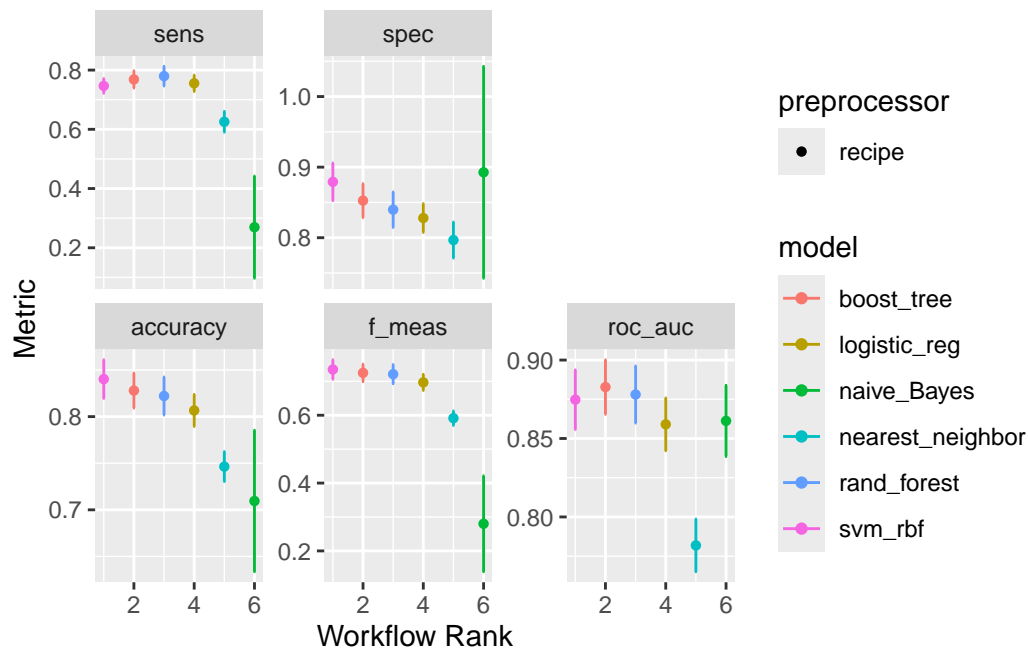 sens
spec
0.8
0.6
0.4
0.2
1.0
0.9
0.8
accuracy
f_meas
roc_auc
0.8
0.7
0.6
0.4
0.2
0.90
0.85
0.80
2 4 6
2 4 6
2 4 6
Workflow Rank
Metric
preprocessor
recipe
model
boost_tree
logistic_reg
naive_Bayes
nearest_neighbor
rand_forest
svm_rbf